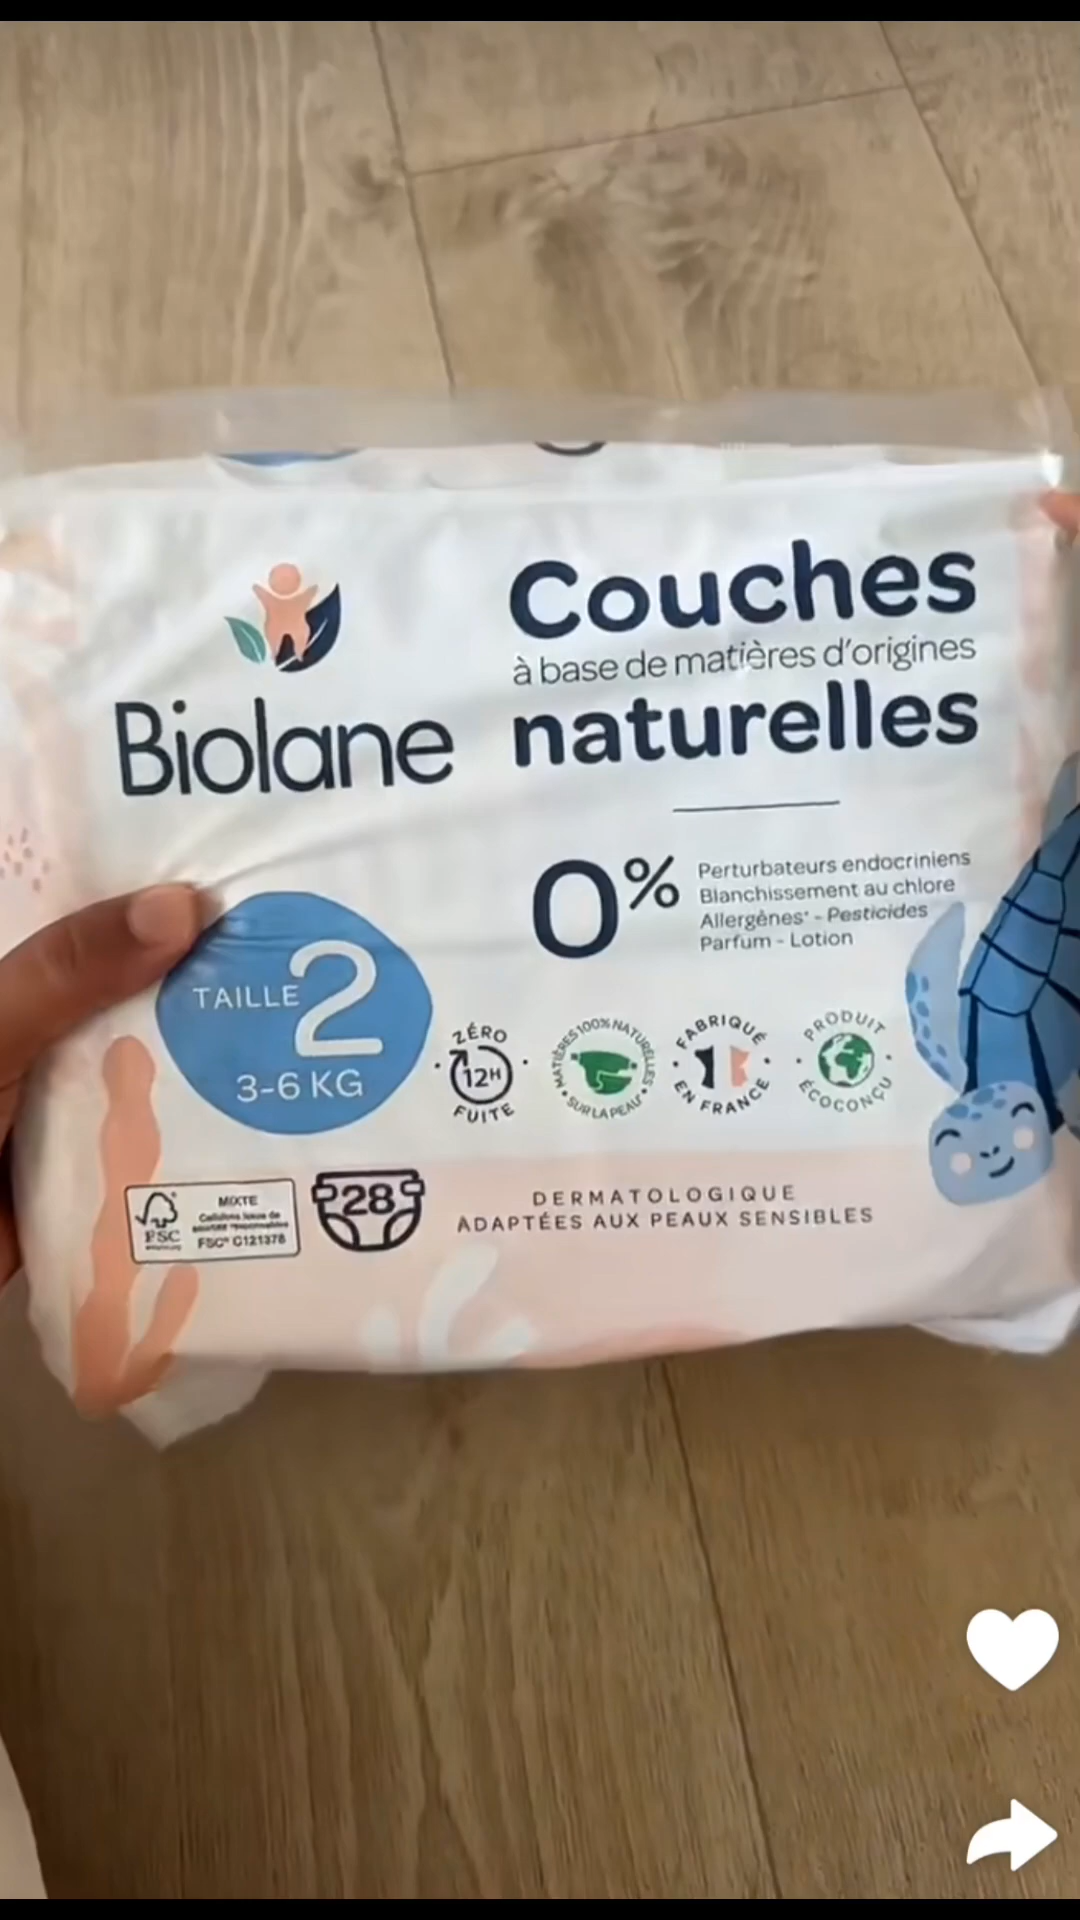 Biolane
Couches
à base de matières d'origines
naturelles
0%
Perturbateurs endocriniens
Blanchissement au chlore
Allergènes* - Pesticides
Parfum - Lotion
TAILLE 2
3-6 KG
ZÉRO
12H
FUITE
MATIÈRES 100% NATURELLES
SUR LA PEAU
FABRIQUÉ
EN FRANCE
PRODUIT
ÉCOCONÇU
FSC
MIXTE
FSC® C121378
28
DERMATOLOGIQUE
ADAPTÉES AUX PEAUX SENSIBLES